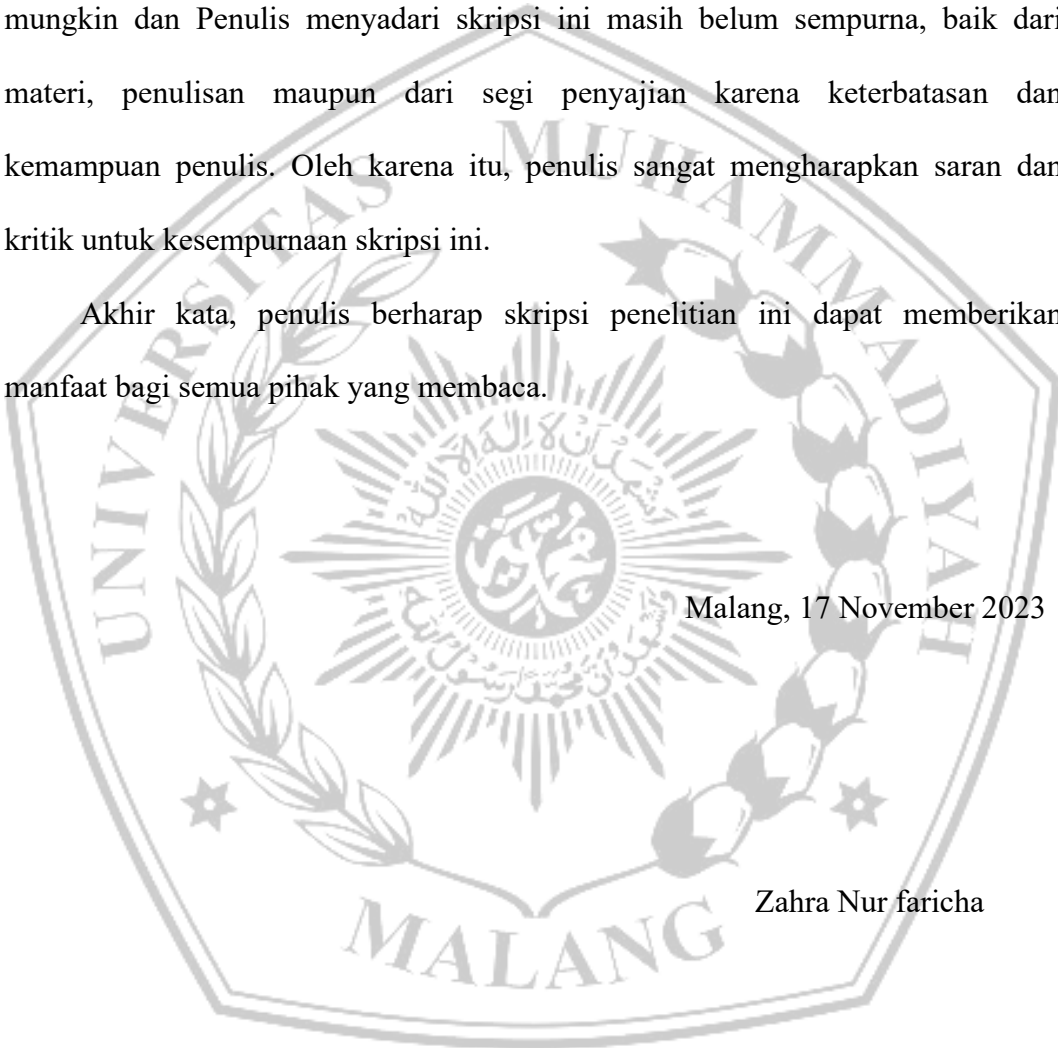 mungkin dan Penulis menyadari skripsi ini masih belum sempurna, baik dari
materi, penulisan maupun dari segi penyajian karena keterbatasan dan
kemampuan penulis. Oleh karena itu, penulis sangat mengharapkan saran dan
kritik untuk kesempurnaan skripsi ini.
Akhir kata, penulis berharap skripsi penelitian ini dapat memberikan
manfaat bagi semua pihak yang membaca.
Malang, 17 November 2023
Zahra Nur faricha
UNIVERSITAS MUHAMMADIYAH
MALANG